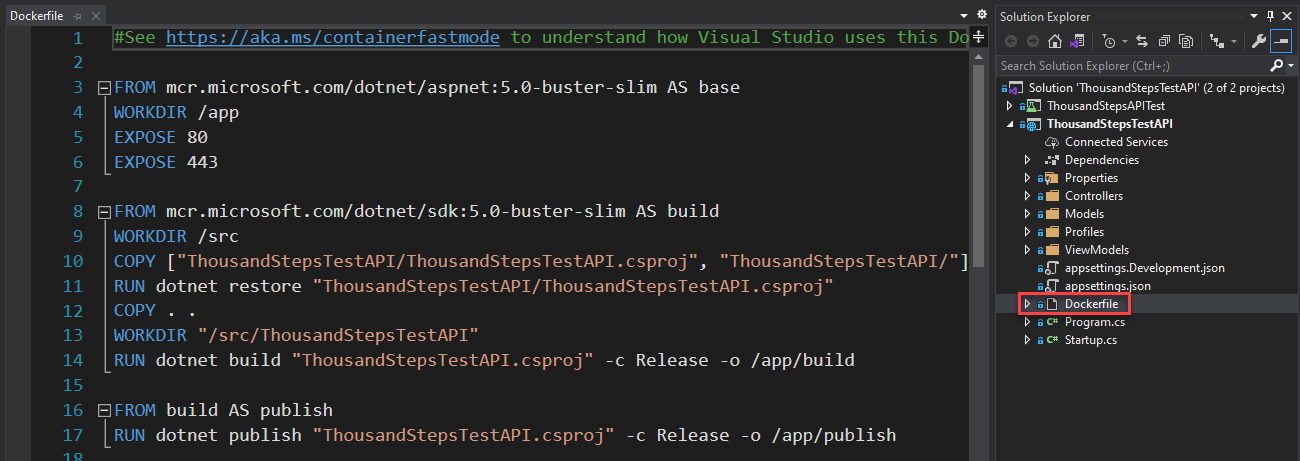 Dockerfile
1 #See https://aka.ms/containerfastmode to understand how Visual Studio uses this Do
2
3 FROM mcr.microsoft.com/dotnet/aspnet:5.0-buster-slim AS base
4 WORKDIR /app
5 EXPOSE 80
6 EXPOSE 443
7
8 FROM mcr.microsoft.com/dotnet/sdk:5.0-buster-slim AS build
9 WORKDIR /src
10 COPY ["ThousandStepsTestAPI/ThousandStepsTestAPI.csproj", "ThousandStepsTestAPI/"]
11 RUN dotnet restore "ThousandStepsTestAPI/ThousandStepsTestAPI.csproj"
12 COPY . .
13 WORKDIR "/src/ThousandStepsTestAPI"
14 RUN dotnet build "ThousandStepsTestAPI.csproj" -c Release -o /app/build
15
16 FROM build AS publish
17 RUN dotnet publish "ThousandStepsTestAPI.csproj" -c Release -o /app/publish
18
Solution Explorer
Search Solution Explorer (Ctrl+;)
Solution 'ThousandStepsTestAPI' (2 of 2 projects)
ThousandStepsAPITest
ThousandStepsTestAPI
Connected Services
Dependencies
Properties
Controllers
Models
Profiles
ViewModels
appsettings.Development.json
appsettings.json
Dockerfile
C# Program.cs
C# Startup.cs